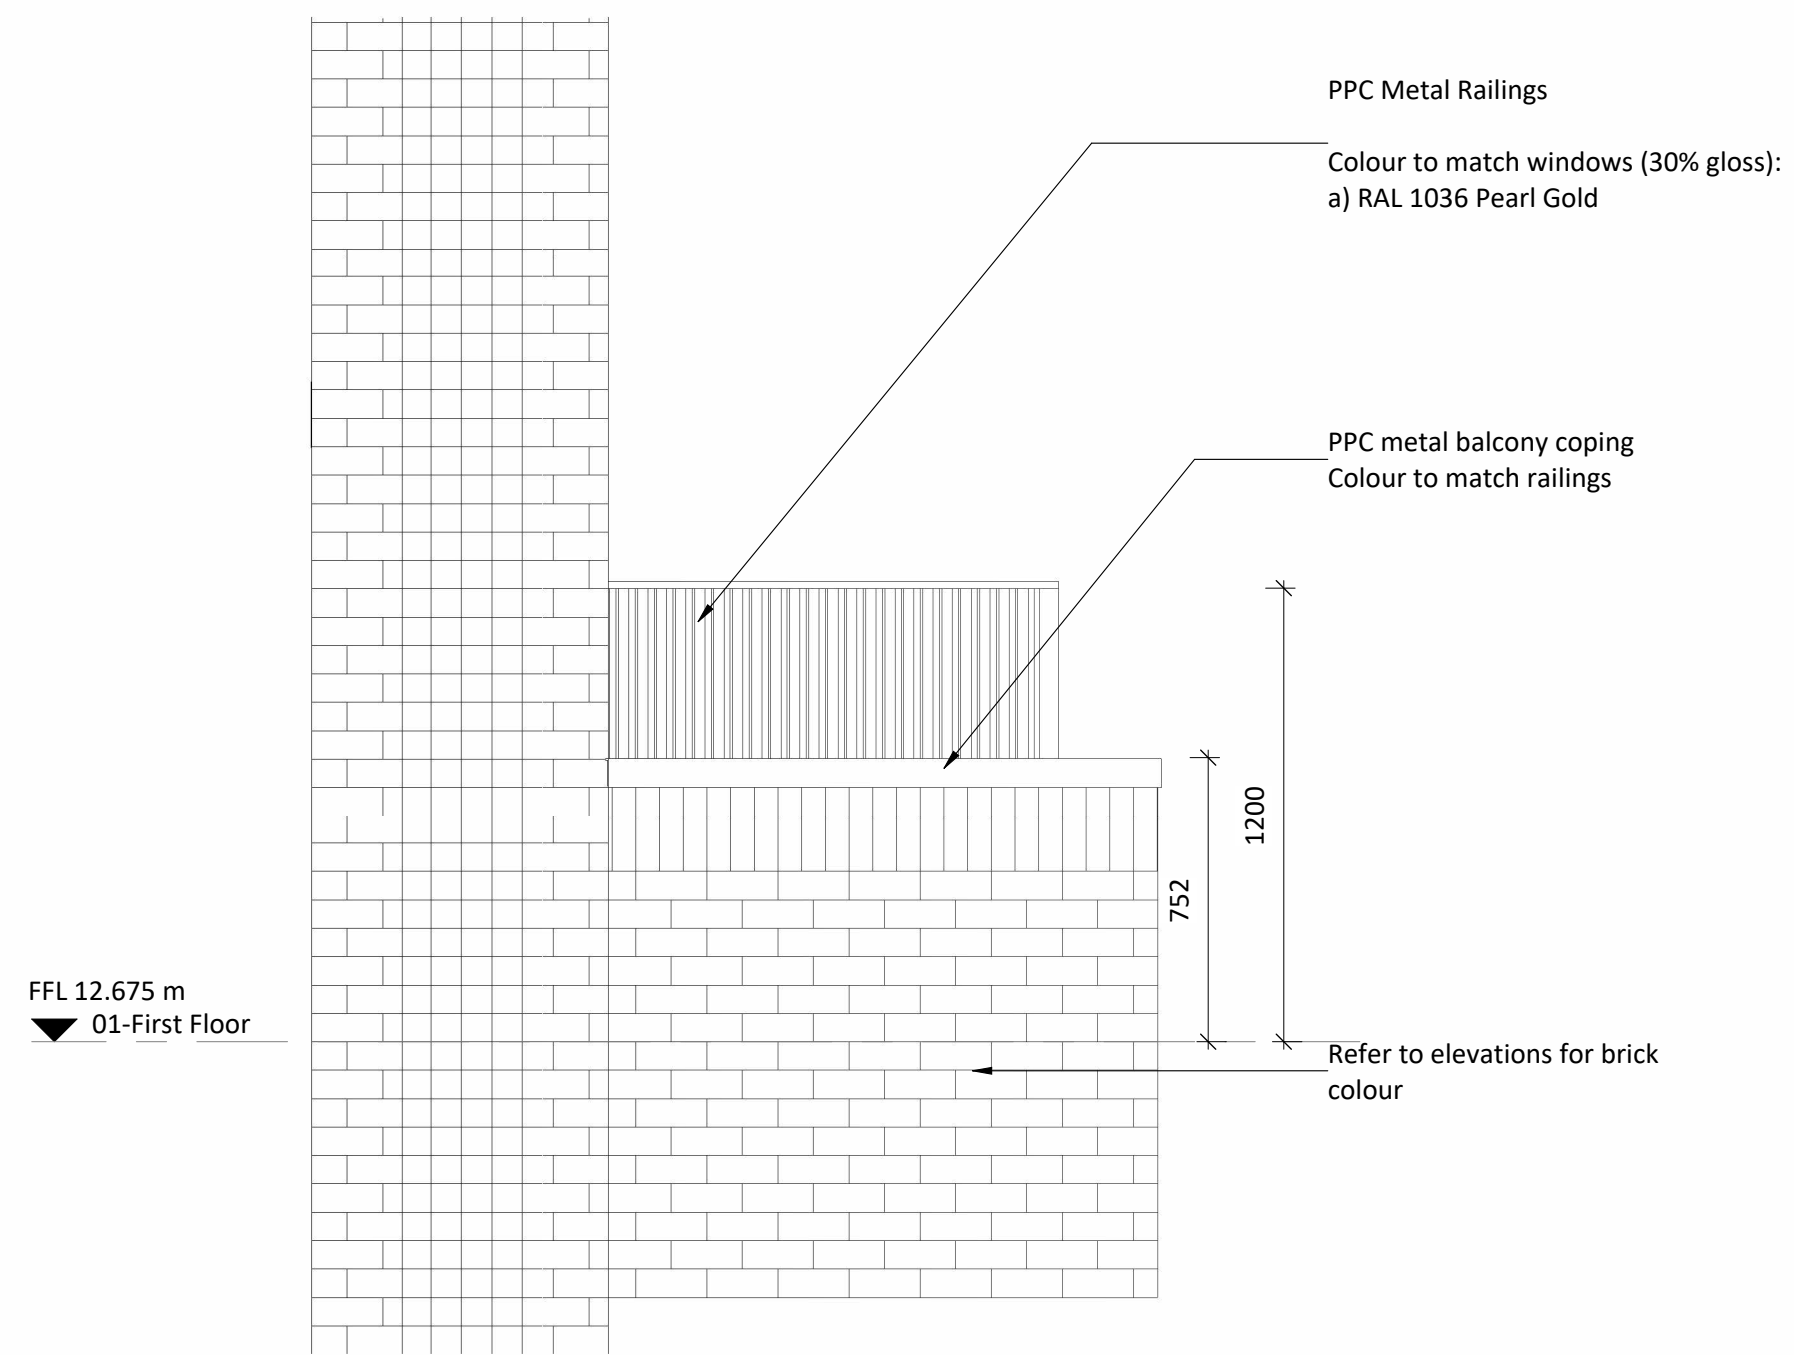 PPC Metal Railings
Colour to match windows (30% gloss):
a) RAL 1036 Pearl Gold
PPC metal balcony coping
Colour to match railings
1200
752
FFL 12.675 m
01-First Floor
Refer to elevations for brick
colour